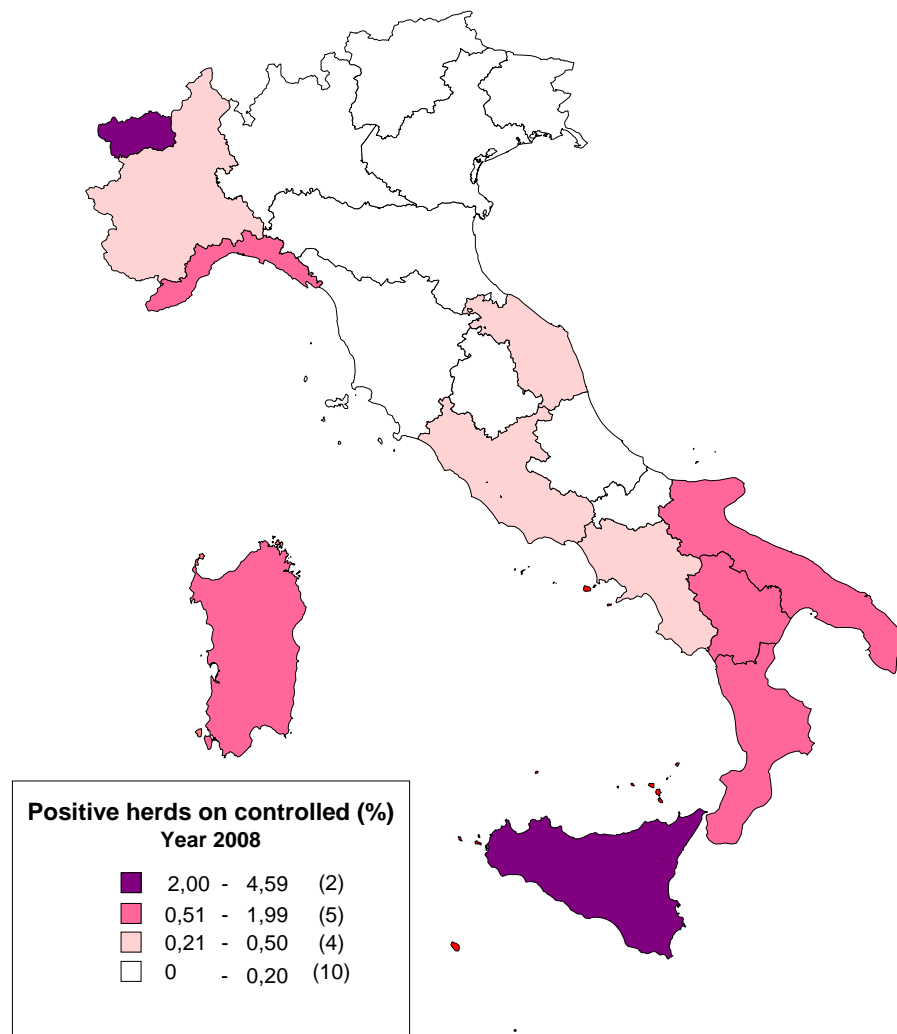 Positive herds on controlled (%)
Year 2008
2,00 - 4,59 (2)
0,51 - 1,99 (5)
0,21 - 0,50 (4)
0 - 0,20 (10)